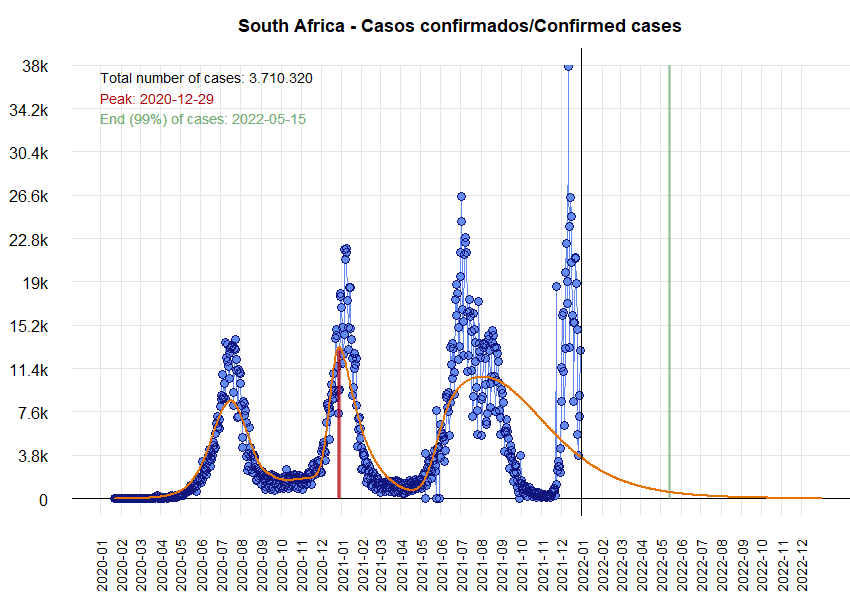 South Africa - Casos confirmados/Confirmed cases
38k
Total number of cases: 3.710.320
Peak: 2020-12-29
End (99%) of cases: 2022-05-15
34.2k
30.4k
26.6k
22.8k
19k
15.2k
11.4k
7.6k
3.8k
0
2020-01
2020-02
2020-03
2020-04
2020-05
2020-06
2020-07
2020-08
2020-09
2020-10
2020-11
2020-12
2021-01
2021-02
2021-03
2021-04
2021-05
2021-06
2021-07
2021-08
2021-09
2021-10
2021-11
2021-12
2022-01
2022-02
2022-03
2022-04
2022-05
2022-06
2022-07
2022-08
2022-09
2022-10
2022-11
2022-12